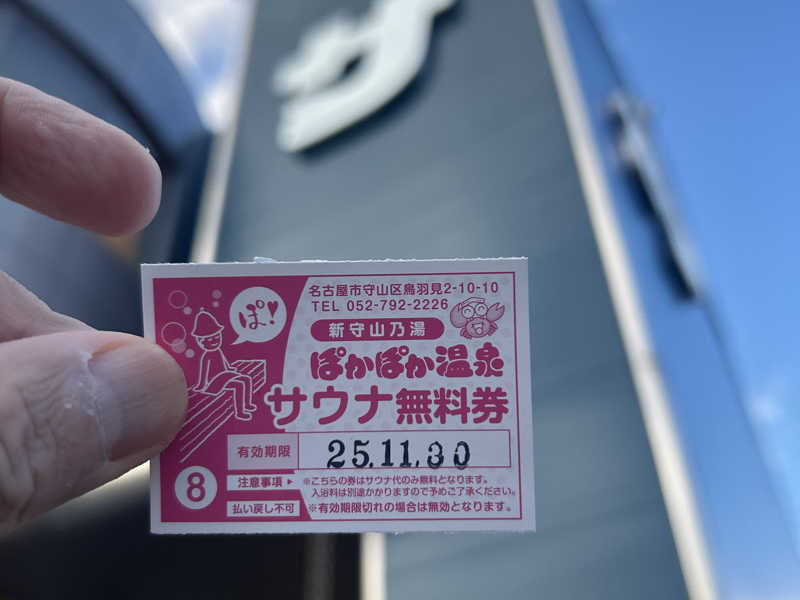 サ
名古屋市守山区鳥羽見2-10-10
TEL 052-792-2226
ぽ!
新守山乃湯
ぽかぽか温泉
サウナ無料券
有効期限 25.11.30
8
注意事項 ※こちらの券はサウナ代のみ無料となります。
入浴料は別途かかりますので予めご了承ください。
払い戻し不可 ※有効期限切れの場合は無効となります。